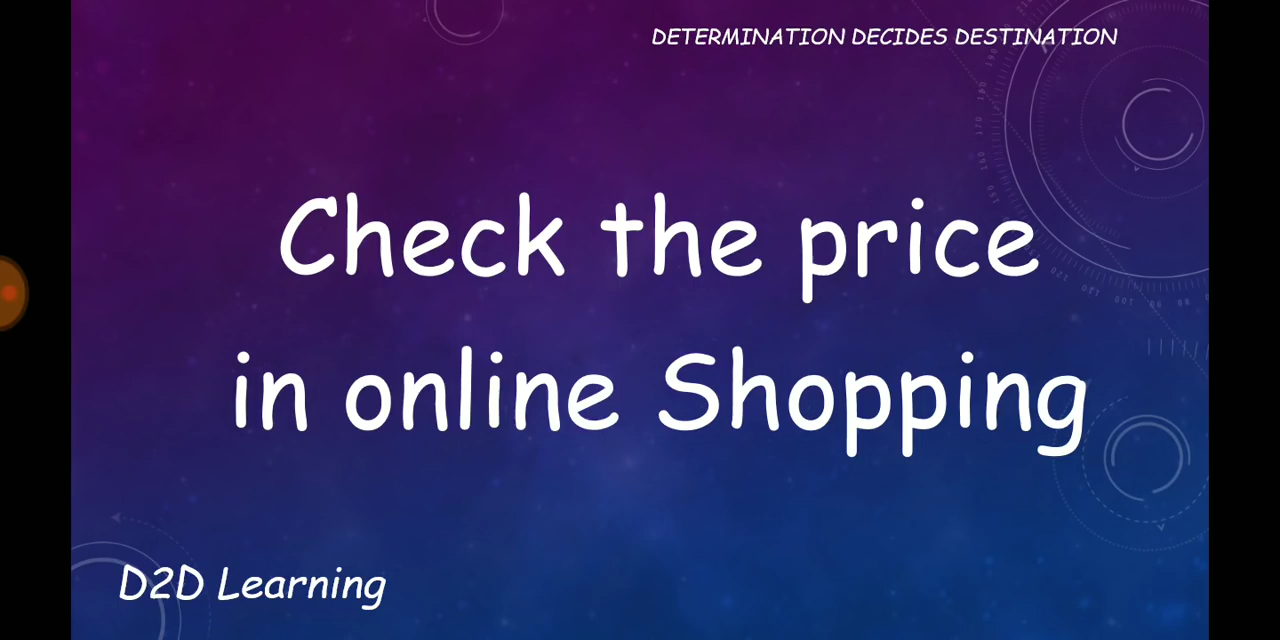 DETERMINATION DECIDES DESTINATION
Check the price
in online Shopping
D2D Learning